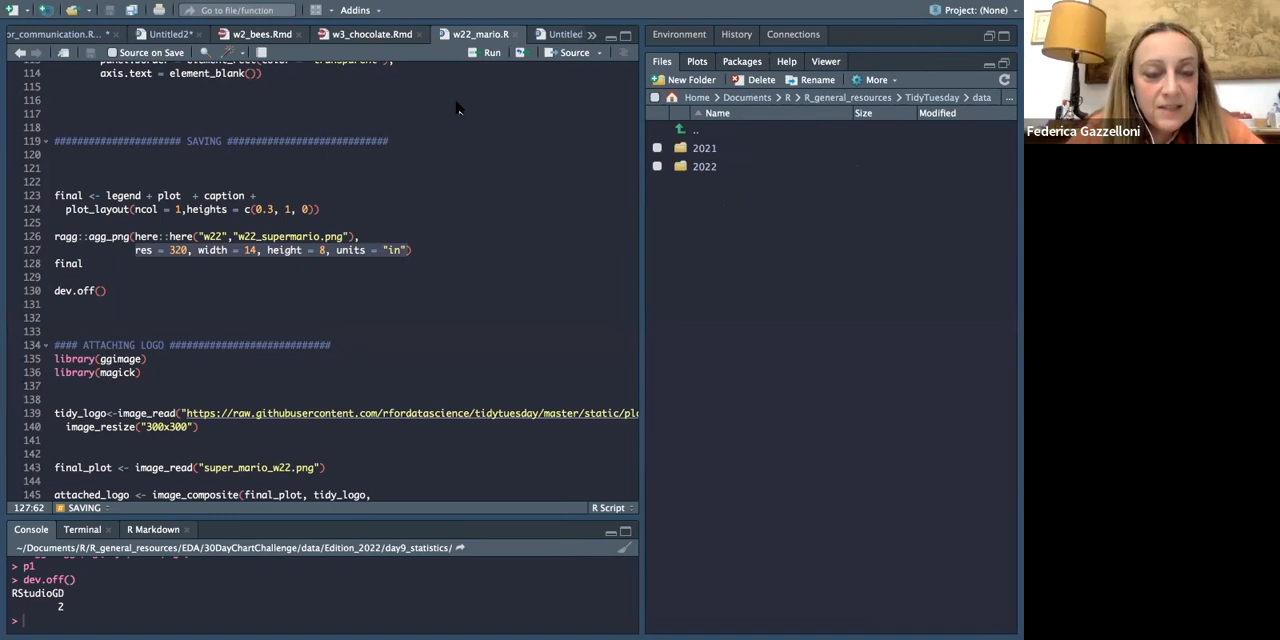 Go to file/function
Addins
Project: (None)
or_communication.R... *
Untitled2*
w2_bees.Rmd
w3_chocolate.Rmd
w22_mario.R
Untitled
Source on Save
Run
Source
114 axis.text = element_blank())
115
116
117
118
119 ###################### SAVING ############################
120
121
122
123 final <- legend + plot + caption +
124 plot_layout(ncol = 1,heights = c(0.3, 1, 0))
125
126 ragg::agg_png(here::here("w22","w22_supermario.png"),
127 res = 320, width = 14, height = 8, units = "in")
128 final
129
130 dev.off()
131
132
133
134 #### ATTACHING LOGO ############################
135 library(ggimage)
136 library(magick)
137
138
139 tidy_logo<-image_read("https://raw.githubusercontent.com/rfordatascience/tidytuesday/master/static/plo
140 image_resize("300x300")
141
142
143 final_plot <- image_read("super_mario_w22.png")
144
145 attached_logo <- image_composite(final_plot, tidy_logo,
127:62 SAVING R Script
Console Terminal R Markdown
~/Documents/R/R_general_resources/EDA/30DayChartChallenge/data/Edition_2022/day9_statistics/
> p1
> dev.off()
RStudioGD
2
>
Environment History Connections
Files Plots Packages Help Viewer
New Folder Delete Rename More
Home Documents R R_general_resources TidyTuesday data ...
Name Size Modified
..
2021
2022
Federica Gazzelloni